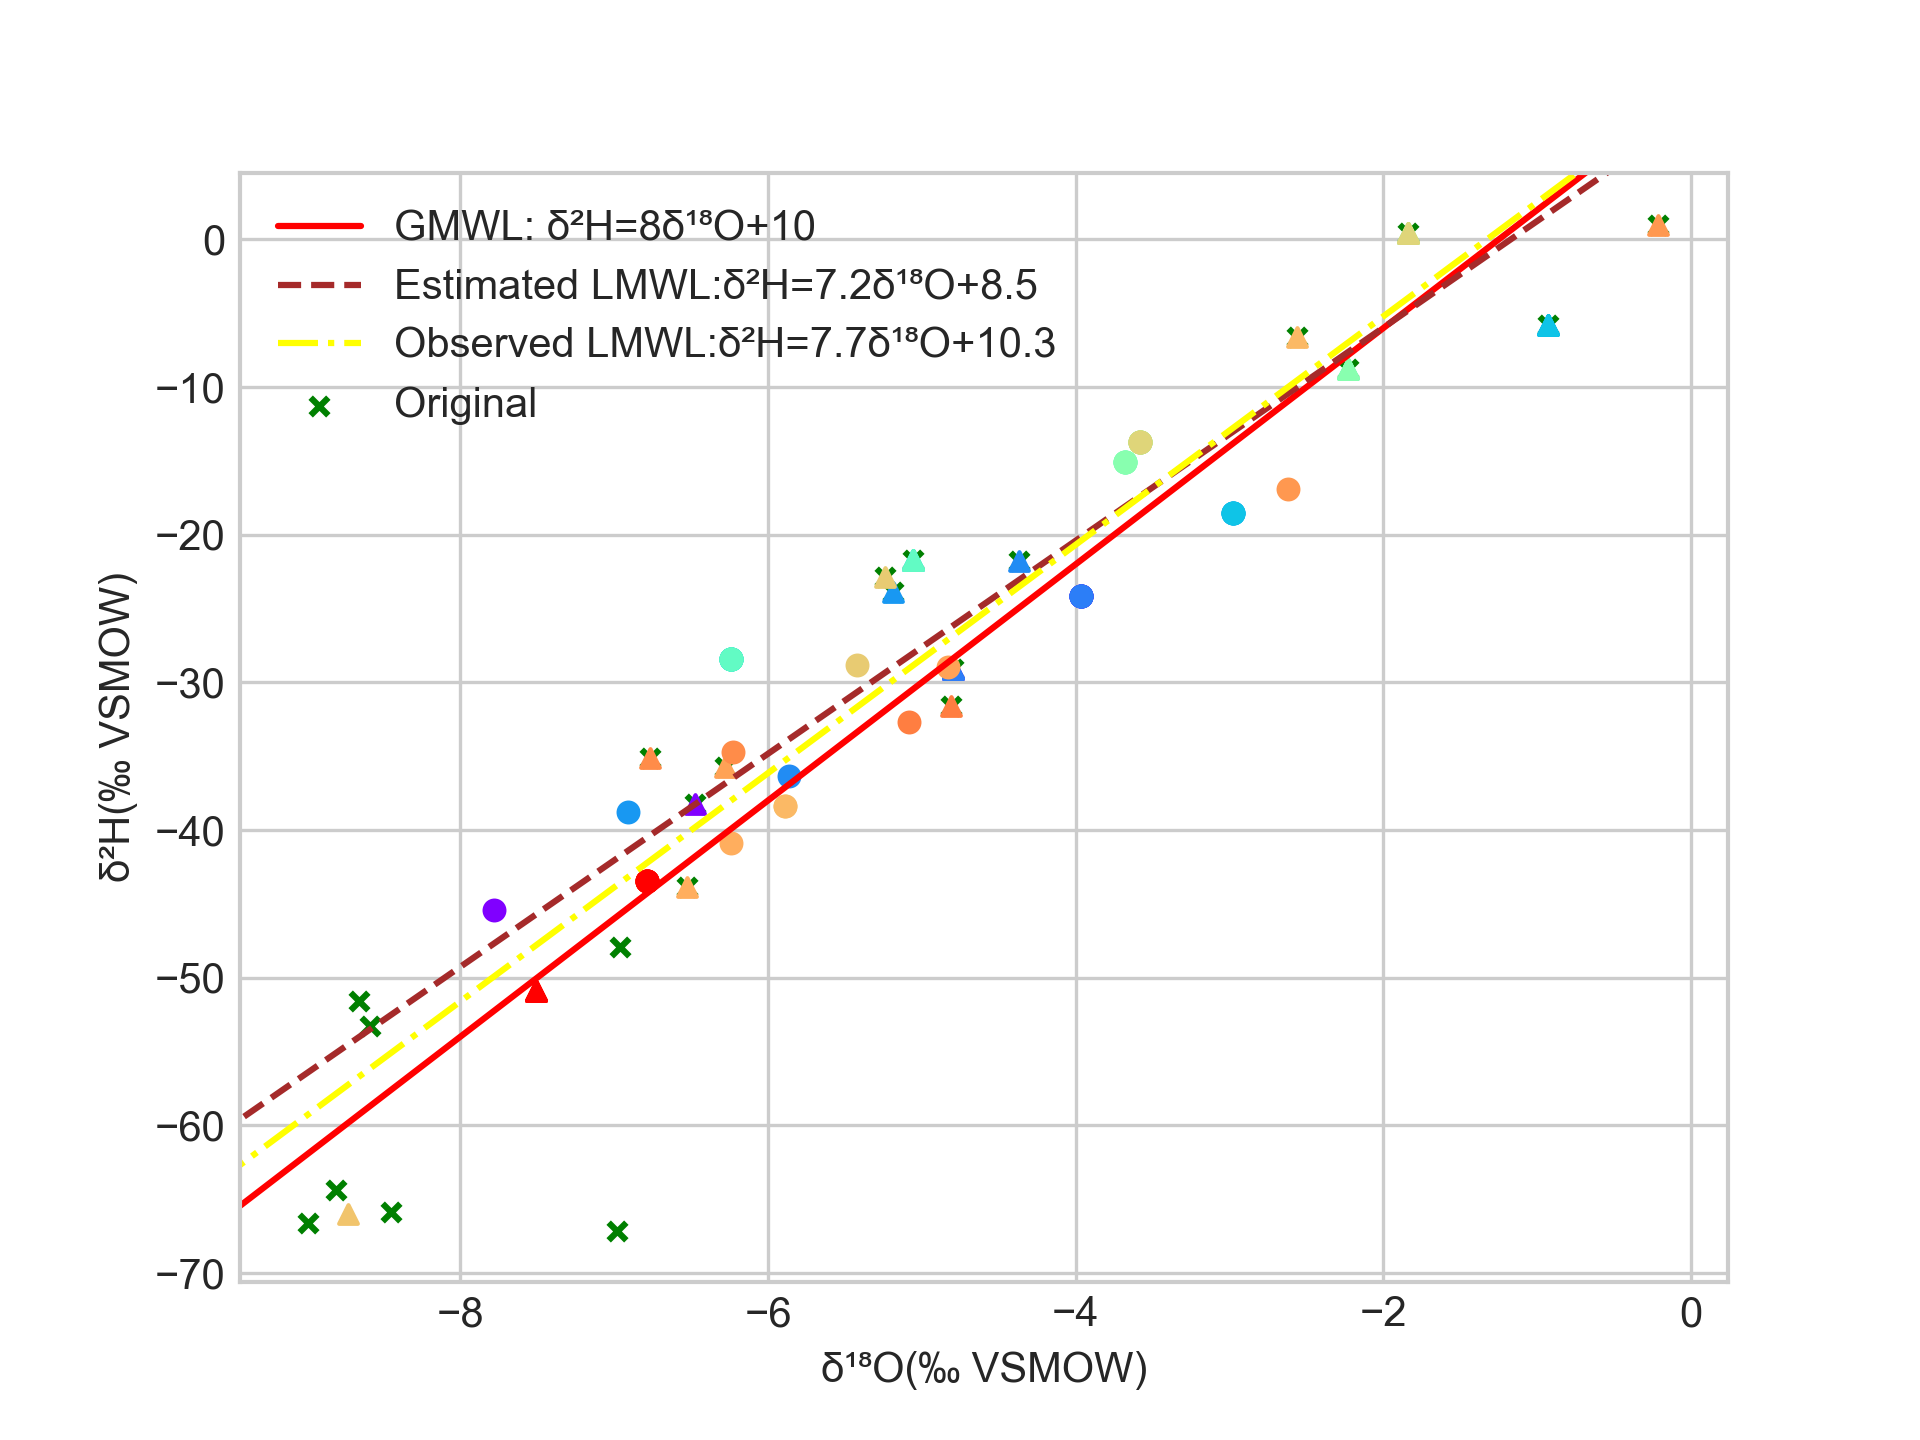 GMWL: δ²H=8δ¹⁸O+10
Estimated LMWL:δ²H=7.2δ¹⁸O+8.5
Observed LMWL:δ²H=7.7δ¹⁸O+10.3
Original
0
−10
−20
−30
−40
−50
−60
−70
δ²H(‰ VSMOW)
−8
−6
−4
−2
0
δ¹⁸O(‰ VSMOW)